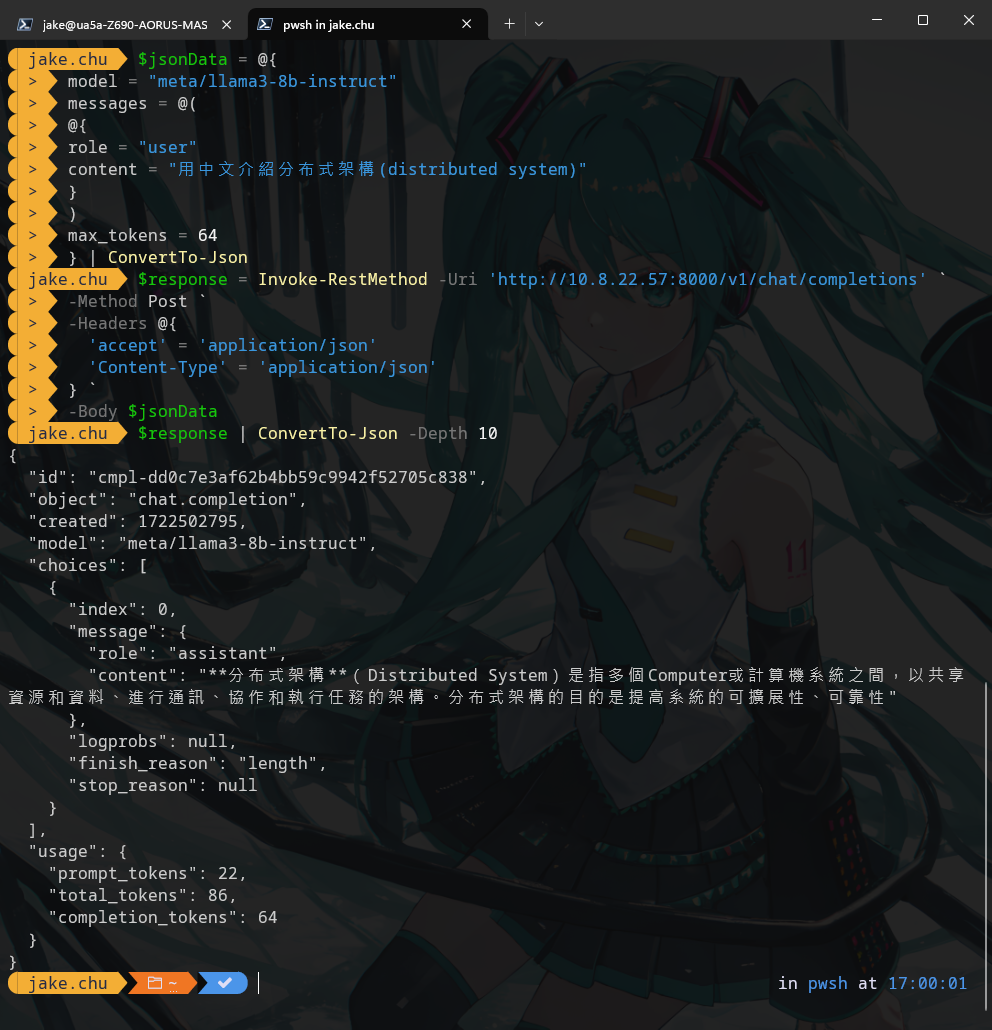 jake@ua5a-Z690-AORUS-MAS
pwsh in jake.chu
jake.chu $jsonData = @{
> model = "meta/llama3-8b-instruct"
> messages = @(
> @{
> role = "user"
> content = "用中文介紹分布式架構(distributed system)"
> }
> )
> max_tokens = 64
> } | ConvertTo-Json
jake.chu $response = Invoke-RestMethod -Uri 'http://10.8.22.57:8000/v1/chat/completions' `
> -Method Post `
> -Headers @{
> 'accept' = 'application/json'
> 'Content-Type' = 'application/json'
> } `
> -Body $jsonData
jake.chu $response | ConvertTo-Json -Depth 10
{
"id": "cmpl-dd0c7e3af62b4bb59c9942f52705c838",
"object": "chat.completion",
"created": 1722502795,
"model": "meta/llama3-8b-instruct",
"choices": [
{
"index": 0,
"message": {
"role": "assistant",
"content": "**分布式架構**（Distributed System）是指多個Computer或計算機系統之間，以共享
資源和資料、進行通訊、協作和執行任務的架構。分布式架構的目的是提高系統的可擴展性、可靠性"
},
"logprobs": null,
"finish_reason": "length",
"stop_reason": null
}
],
"usage": {
"prompt_tokens": 22,
"total_tokens": 86,
"completion_tokens": 64
}
}
jake.chu ~ in pwsh at 17:00:01